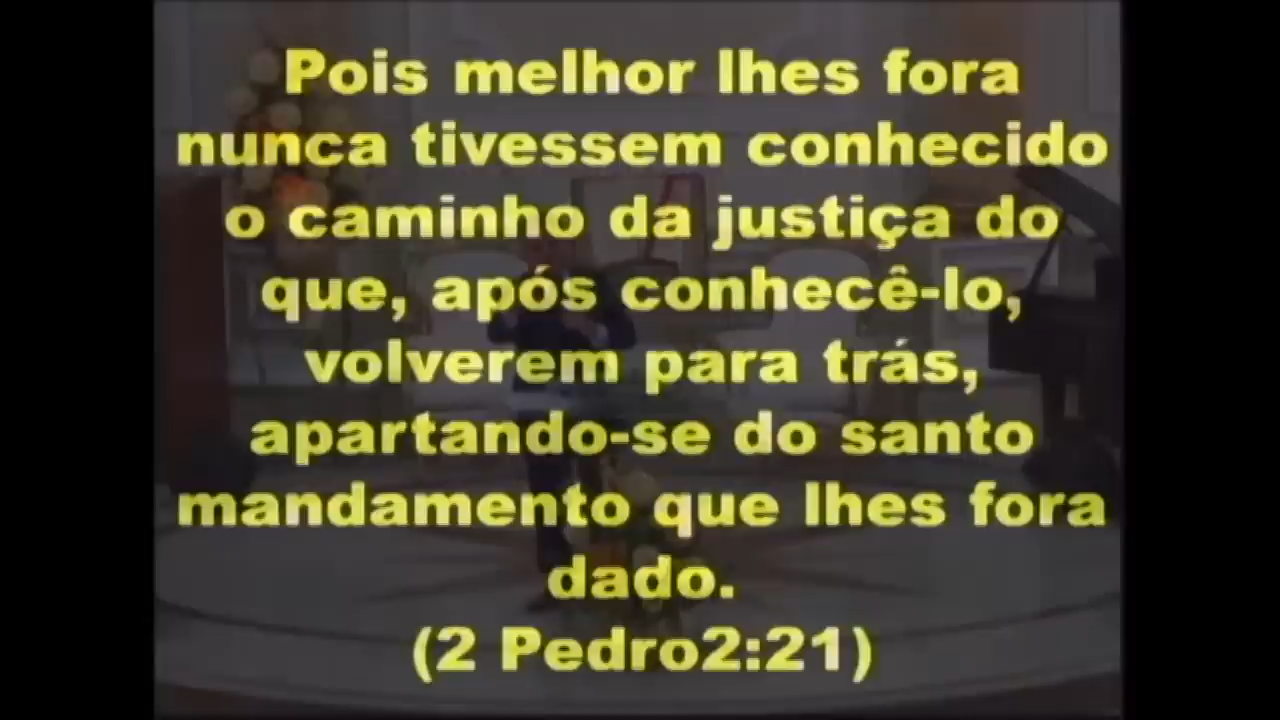 Pois melhor lhes fora
nunca tivessem conhecido
o caminho da justiça do
que, após conhecê-lo,
volverem para trás,
apartando-se do santo
mandamento que lhes fora
dado.
(2 Pedro2:21)